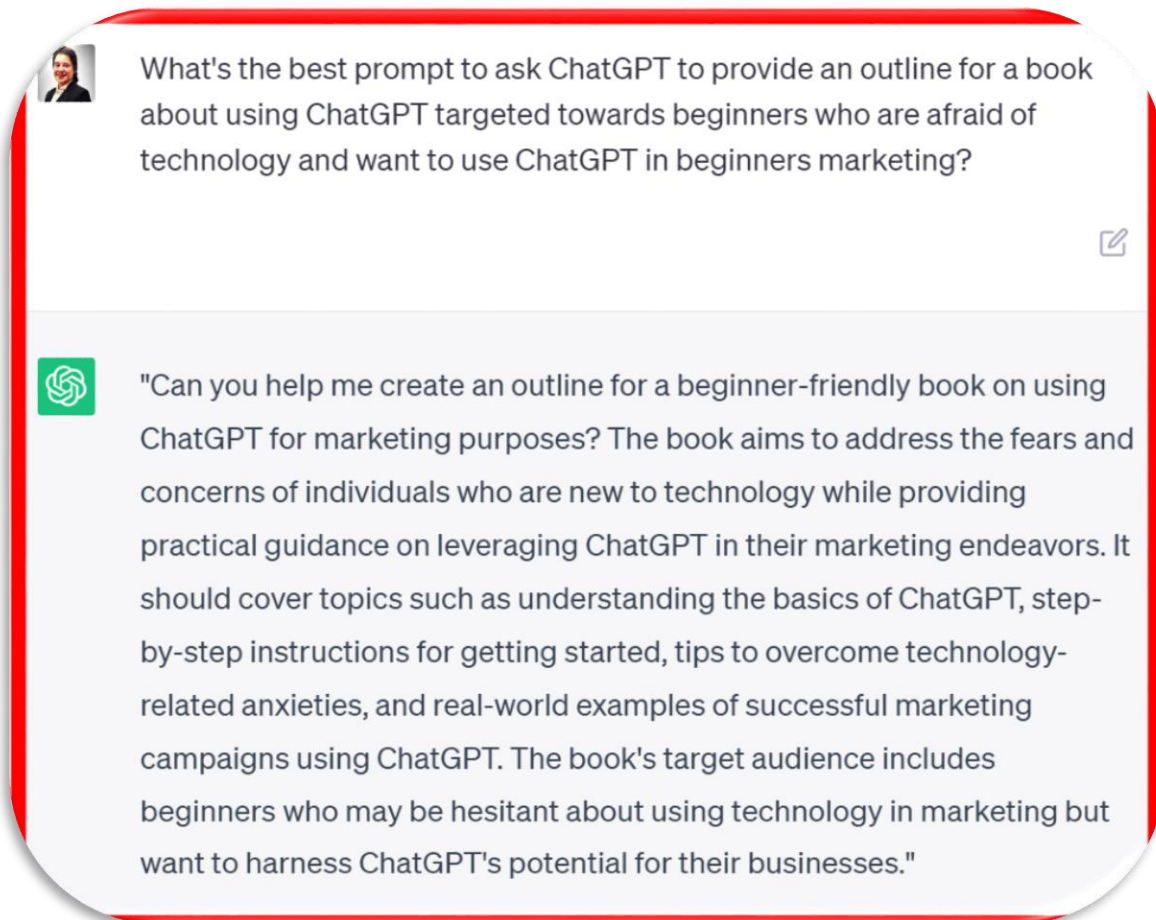 What's the best prompt to ask ChatGPT to provide an outline for a book
about using ChatGPT targeted towards beginners who are afraid of
technology and want to use ChatGPT in beginners marketing?
"Can you help me create an outline for a beginner-friendly book on using
ChatGPT for marketing purposes? The book aims to address the fears and
concerns of individuals who are new to technology while providing
practical guidance on leveraging ChatGPT in their marketing endeavors. It
should cover topics such as understanding the basics of ChatGPT, step-
by-step instructions for getting started, tips to overcome technology-
related anxieties, and real-world examples of successful marketing
campaigns using ChatGPT. The book's target audience includes
beginners who may be hesitant about using technology in marketing but
want to harness ChatGPT's potential for their businesses."